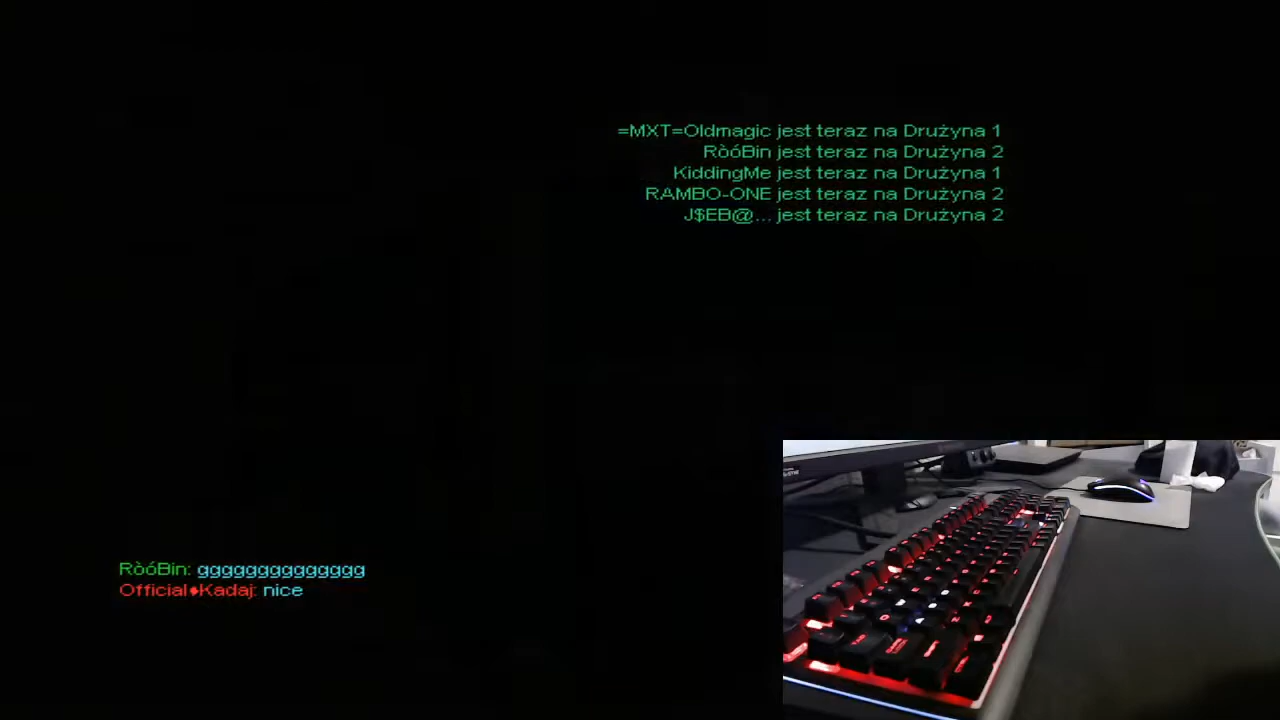 =MXT=Oldmagic jest teraz na Drużyna 1
RòóBin jest teraz na Drużyna 2
KiddingMe jest teraz na Drużyna 1
RAMBO-ONE jest teraz na Drużyna 2
J$EB@... jest teraz na Drużyna 2
RòóBin: gggggggggggggg
Official♦Kadaj: nice